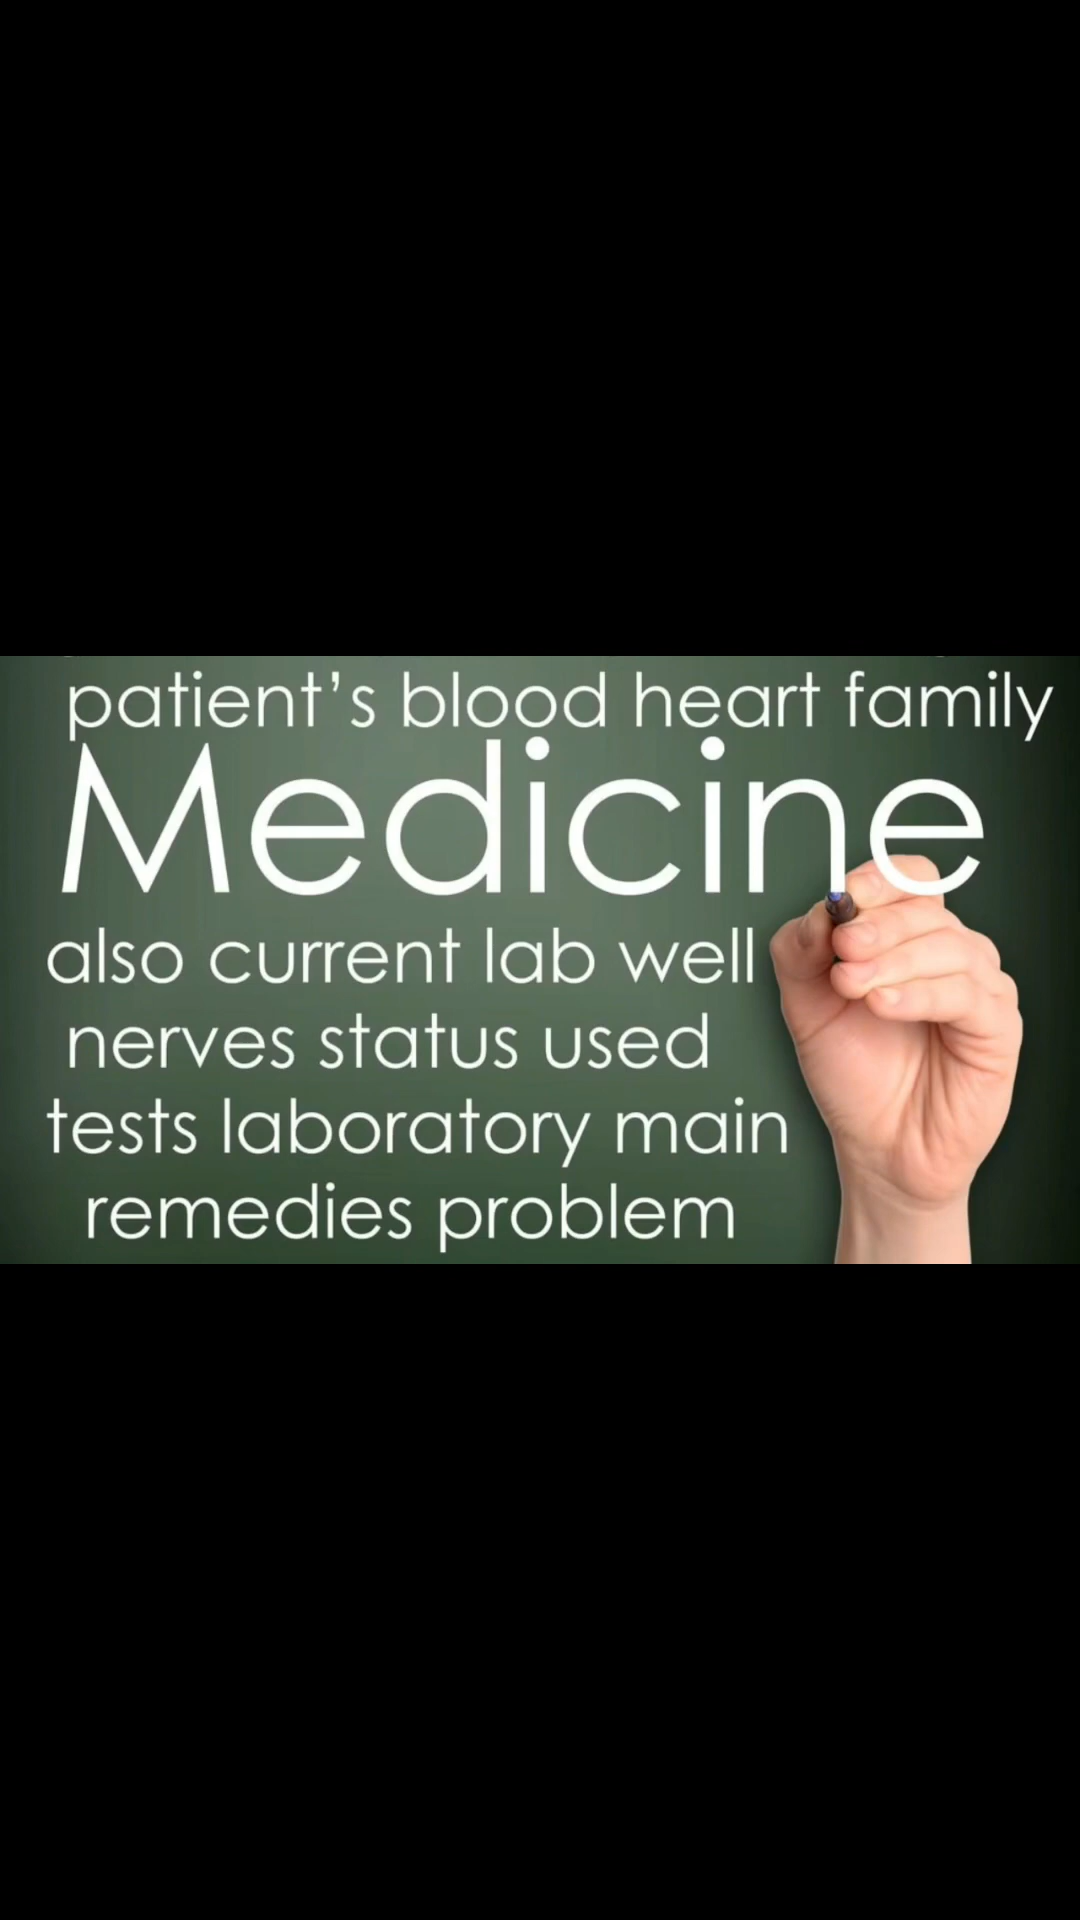 patient’s blood heart family
Medicine
also current lab well
nerves status used
tests laboratory main
remedies problem